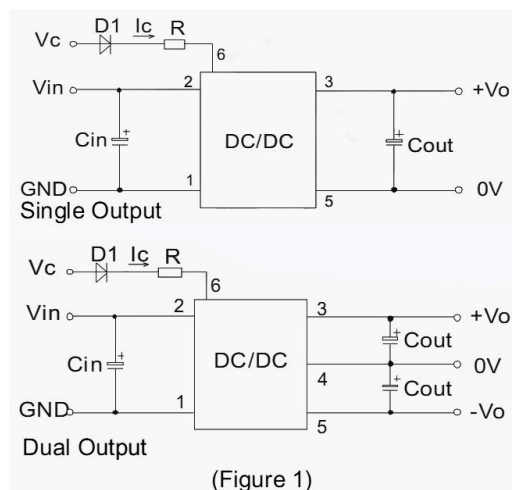 D1 Ic R
Vc 6
Vin 2 3 +Vo
Cin + DC/DC + Cout
GND 1 5 0V
Single Output
D1 Ic R
Vc 6
Vin 2 3 +Vo
+ Cout
Cin + DC/DC 4 0V
+ Cout
GND 1 5 -Vo
Dual Output
(Figure 1)